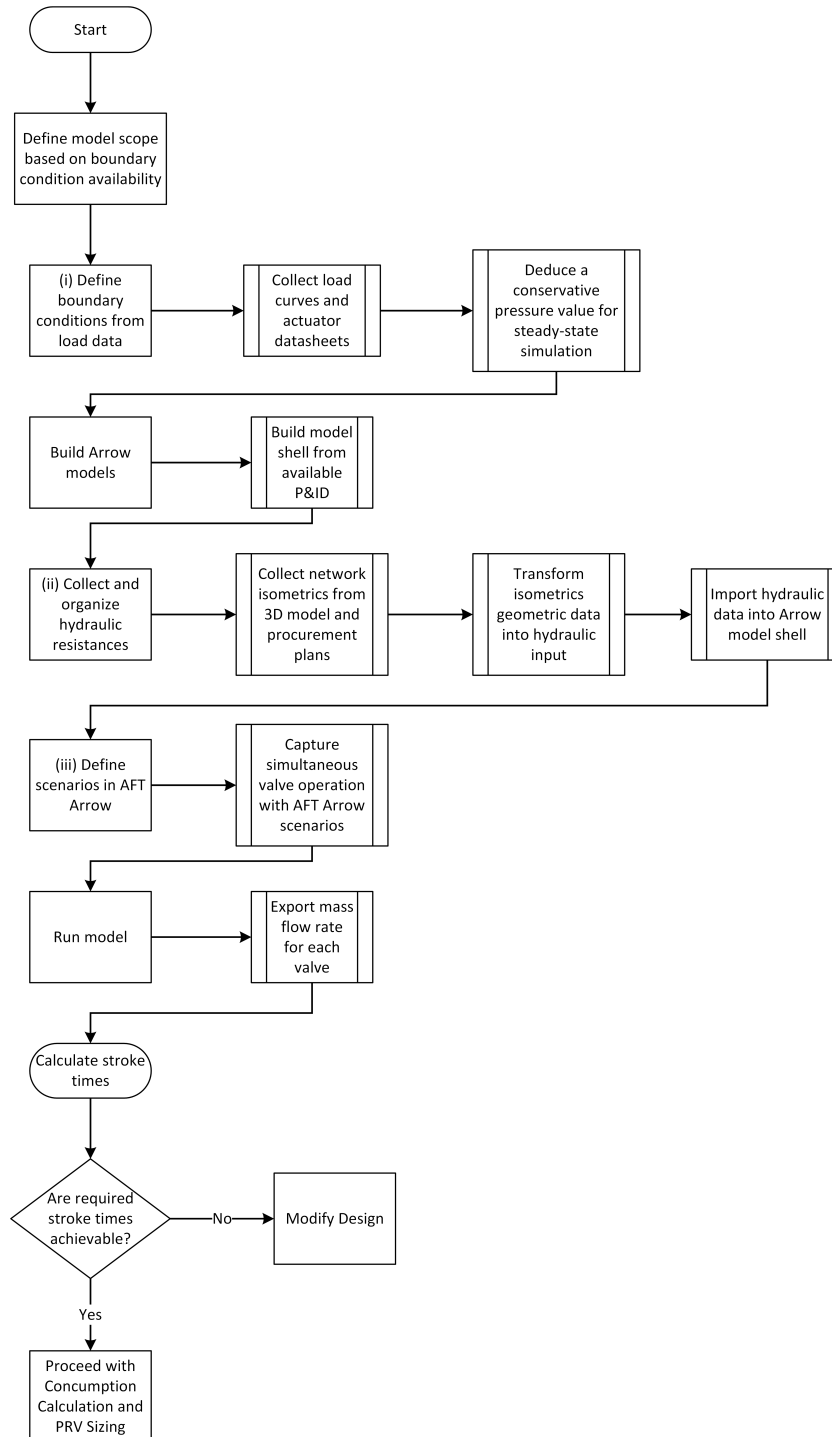 Start
Define model scope
based on boundary
condition availability
(i) Define
boundary
conditions from
load data
Collect load
curves and
actuator
datasheets
Deduce a
conservative
pressure value for
steady-state
simulation
Build Arrow
models
Build model
shell from
available
P&ID
(ii) Collect and
organize
hydraulic
resistances
Collect network
isometrics from
3D model and
procurement
plans
Transform
isometrics
geometric data
into hydraulic
input
Import hydraulic
data into Arrow
model shell
(iii) Define
scenarios in AFT
Arrow
Capture
simultaneous
valve operation
with AFT Arrow
scenarios
Run model
Export mass
flow rate
for each
valve
Calculate stroke
times
Are required
stroke times
achievable?
No
Modify Design
Yes
Proceed with
Concumption
Calculation and
PRV Sizing